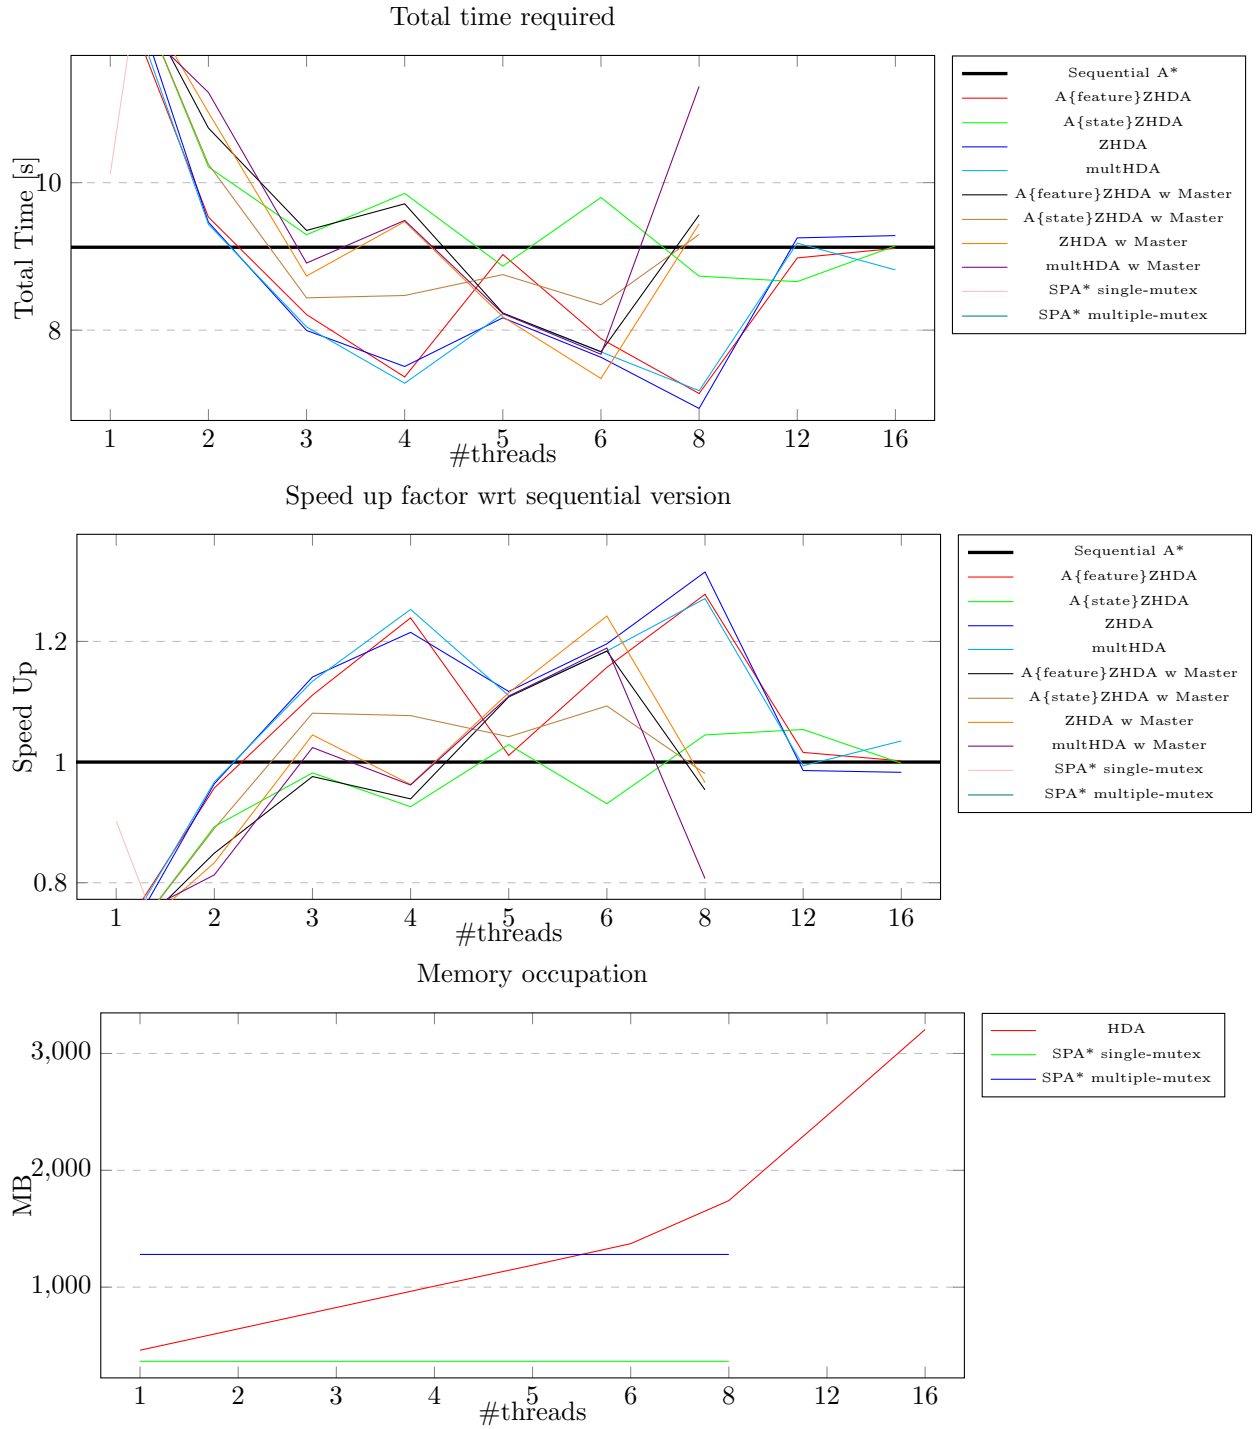 Total time required
Total Time [s]
10
8
1 2 3 4 5 6 8 12 16
#threads
Sequential A*
A{feature}ZHDA
A{state}ZHDA
ZHDA
multHDA
A{feature}ZHDA w Master
A{state}ZHDA w Master
ZHDA w Master
multHDA w Master
SPA* single-mutex
SPA* multiple-mutex
Speed up factor wrt sequential version
Speed Up
1.2
1
0.8
1 2 3 4 5 6 8 12 16
#threads
Sequential A*
A{feature}ZHDA
A{state}ZHDA
ZHDA
multHDA
A{feature}ZHDA w Master
A{state}ZHDA w Master
ZHDA w Master
multHDA w Master
SPA* single-mutex
SPA* multiple-mutex
Memory occupation
MB
3,000
2,000
1,000
1 2 3 4 5 6 8 12 16
#threads
HDA
SPA* single-mutex
SPA* multiple-mutex